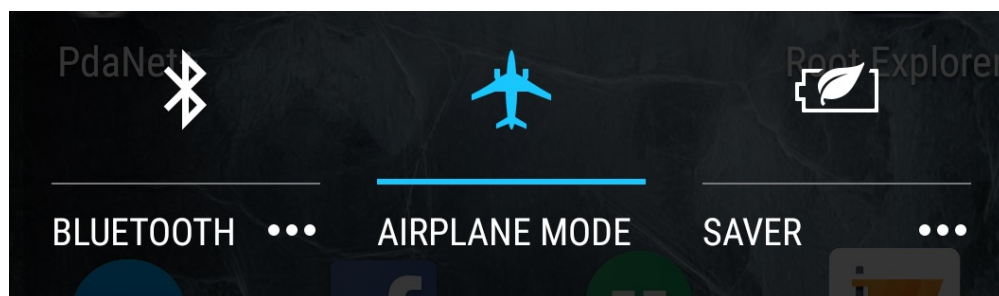 PdaNet
Root Explorer
BLUETOOTH
AIRPLANE MODE
SAVER